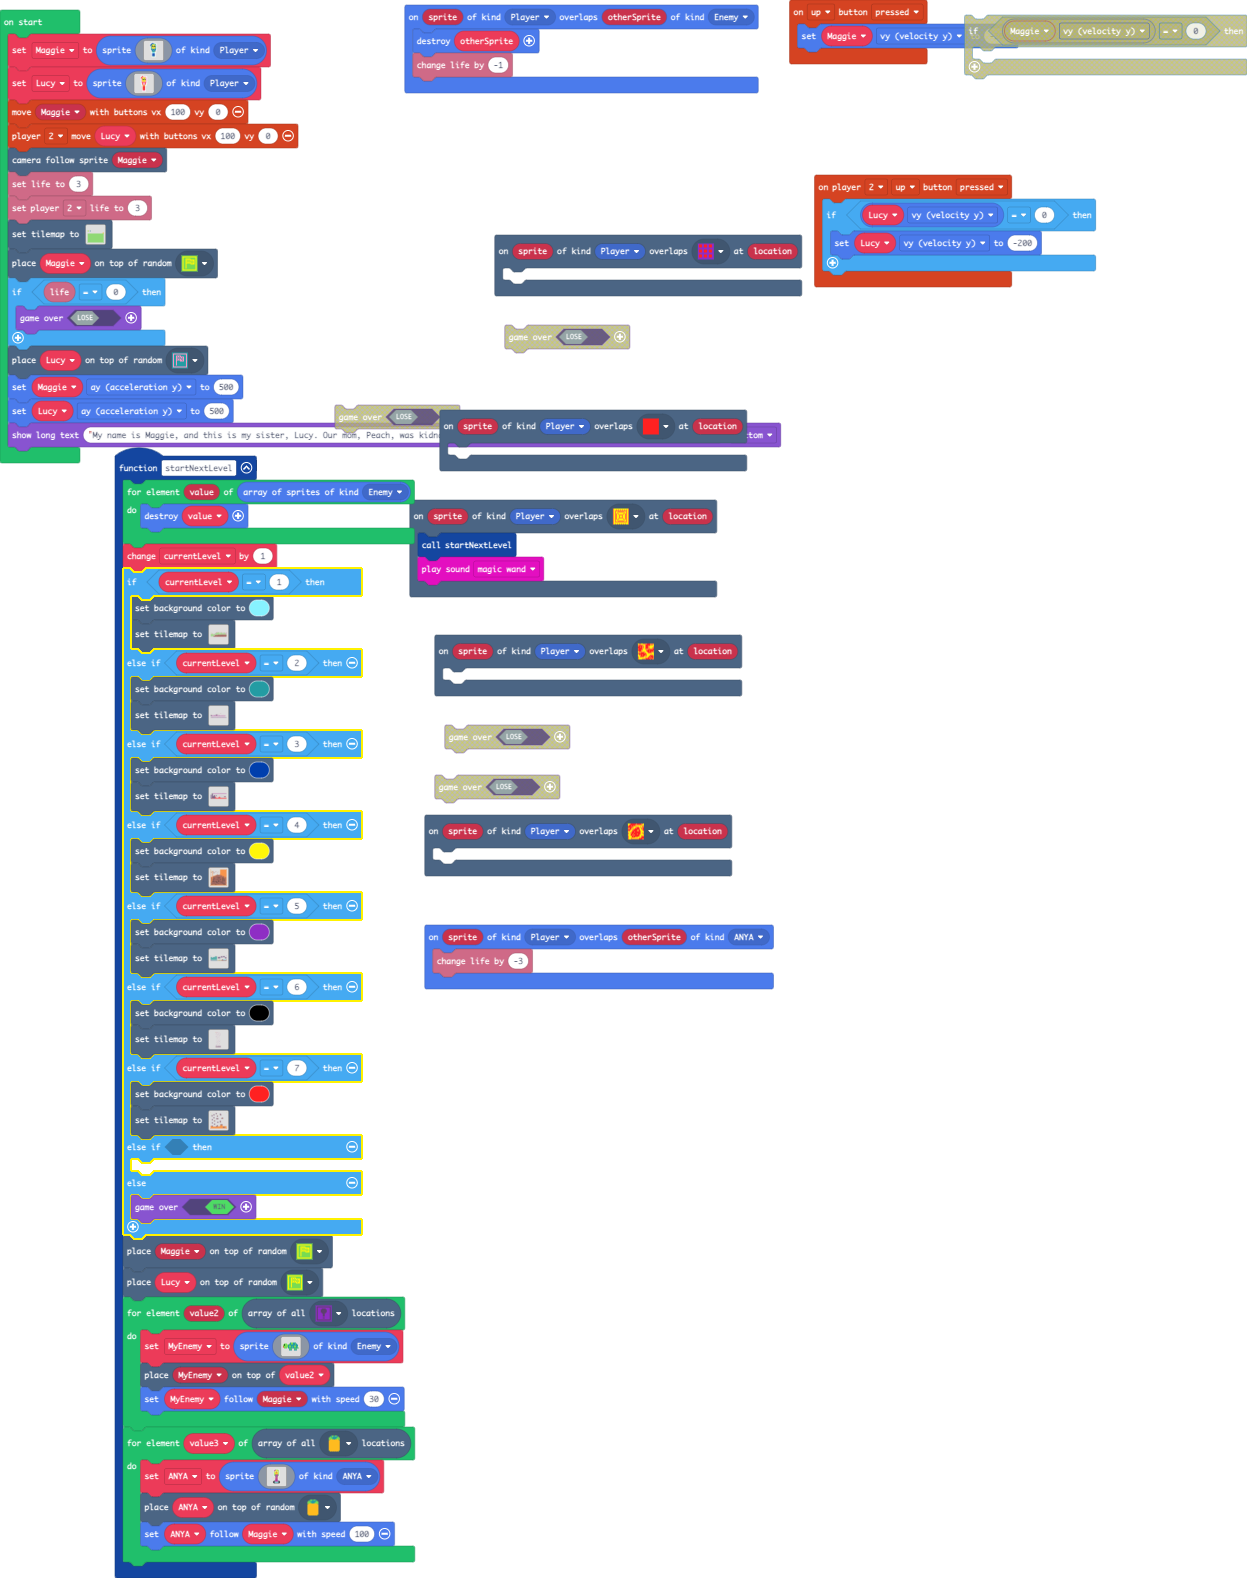 on start
set Maggie to sprite of kind Player
set Lucy to sprite of kind Player
move Maggie with buttons vx 100 vy 0
player 2 move Lucy with buttons vx 100 vy 0
camera follow sprite Maggie
set life to 3
set player 2 life to 3
set tilemap to
place Maggie on top of random
if life = 0 then
game over LOSE
place Lucy on top of random
set Maggie ay (acceleration y) to 500
set Lucy ay (acceleration y) to 500
show long text "My name is Maggie, and this is my sister, Lucy. Our mom, Peach, was
function startNextLevel
for element value of array of sprites of kind Enemy
do destroy value
change currentLevel by 1
if currentLevel = 1 then
set background color to
set tilemap to
else if currentLevel = 2 then
set background color to
set tilemap to
else if currentLevel = 3 then
set background color to
set tilemap to
else if currentLevel = 4 then
set background color to
set tilemap to
else if currentLevel = 5 then
set background color to
set tilemap to
else if currentLevel = 6 then
set background color to
set tilemap to
else if currentLevel = 7 then
set background color to
set tilemap to
else if then
else
game over WIN
place Maggie on top of random
place Lucy on top of random
for element value2 of array of all locations
do set MyEnemy to sprite of kind Enemy
place MyEnemy on top of value2
set MyEnemy follow Maggie with speed 30
for element value3 of array of all locations
do set ANYA to sprite of kind ANYA
place ANYA on top of random
set ANYA follow Maggie with speed 100
on sprite of kind Player overlaps otherSprite of kind Enemy
destroy otherSprite
change life by -1
on sprite of kind Player overlaps at location
game over LOSE
game over LOSE
on sprite of kind Player overlaps at location
on sprite of kind Player overlaps at location
call startNextLevel
play sound magic wand
on sprite of kind Player overlaps at location
game over LOSE
game over LOSE
on sprite of kind Player overlaps at location
on sprite of kind Player overlaps otherSprite of kind ANYA
change life by -3
on up button pressed
set Maggie vy (velocity y)
if Maggie vy (velocity y) = 0 then
on player 2 up button pressed
if Lucy vy (velocity y) = 0 then
set Lucy vy (velocity y) to -200